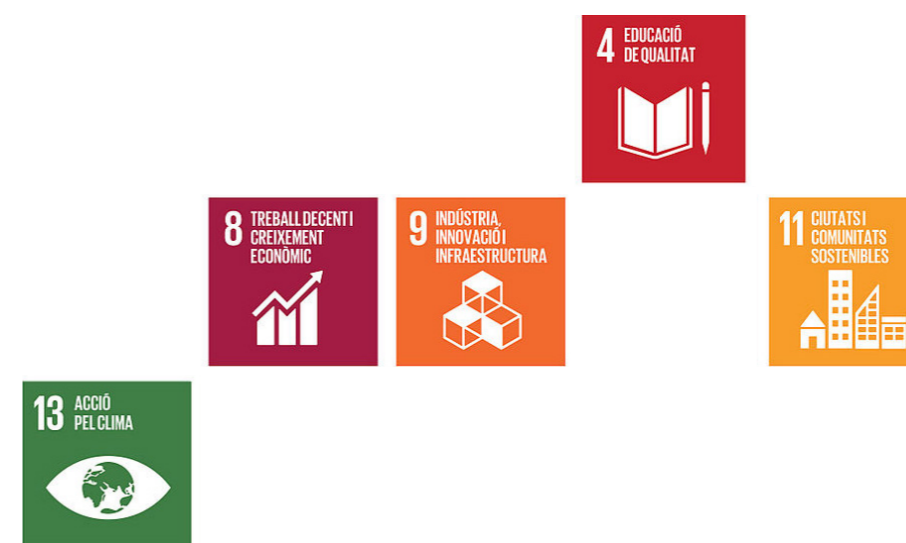 4 EDUCACIÓ
DE QUALITAT
8 TREBALL DECENT I
CREIXEMENT
ECONÒMIC
9 INDÚSTRIA,
INNOVACIÓ I
INFRAESTRUCTURA
11 CIUTATS I
COMUNITATS
SOSTENIBLES
13 ACCIÓ
PEL CLIMA